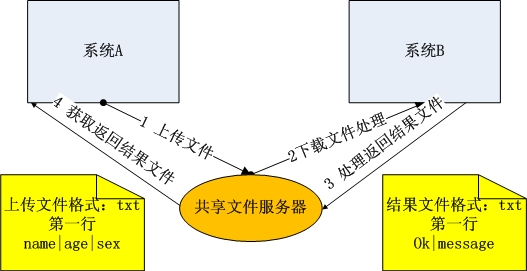 系统A
系统B
4 获取返回结果文件
1 上传文件
2下载文件处理
3 处理返回结果文件
共享文件服务器
上传文件格式：txt
第一行
name|age|sex
结果文件格式：txt
第一行
Ok|message